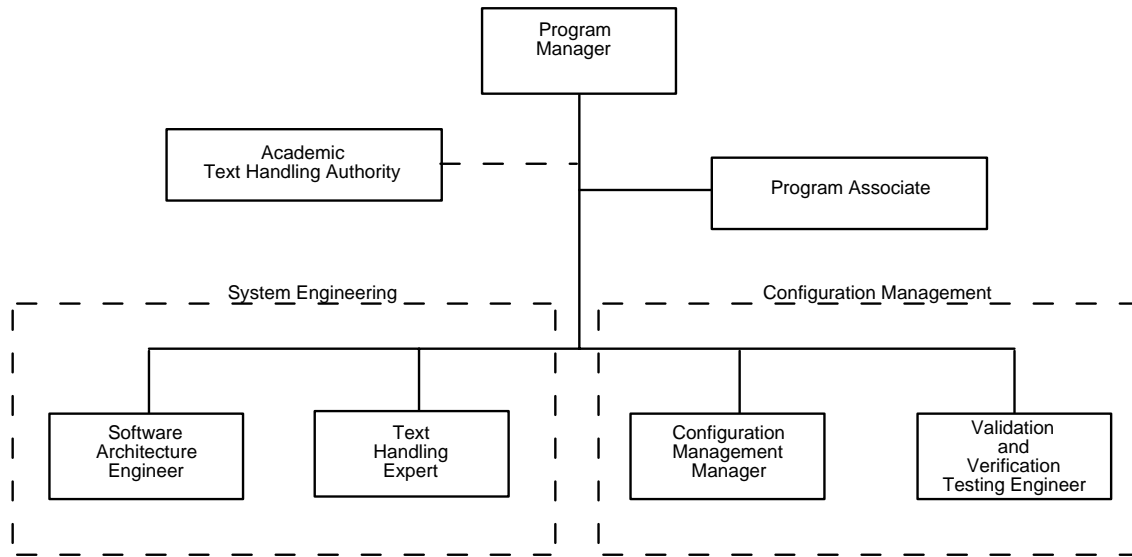 Program
Manager
Academic
Text Handling Authority
Program Associate
System Engineering
Configuration Management
Software
Architecture
Engineer
Text
Handling
Expert
Configuration
Management
Manager
Validation
and
Verification
Testing Engineer